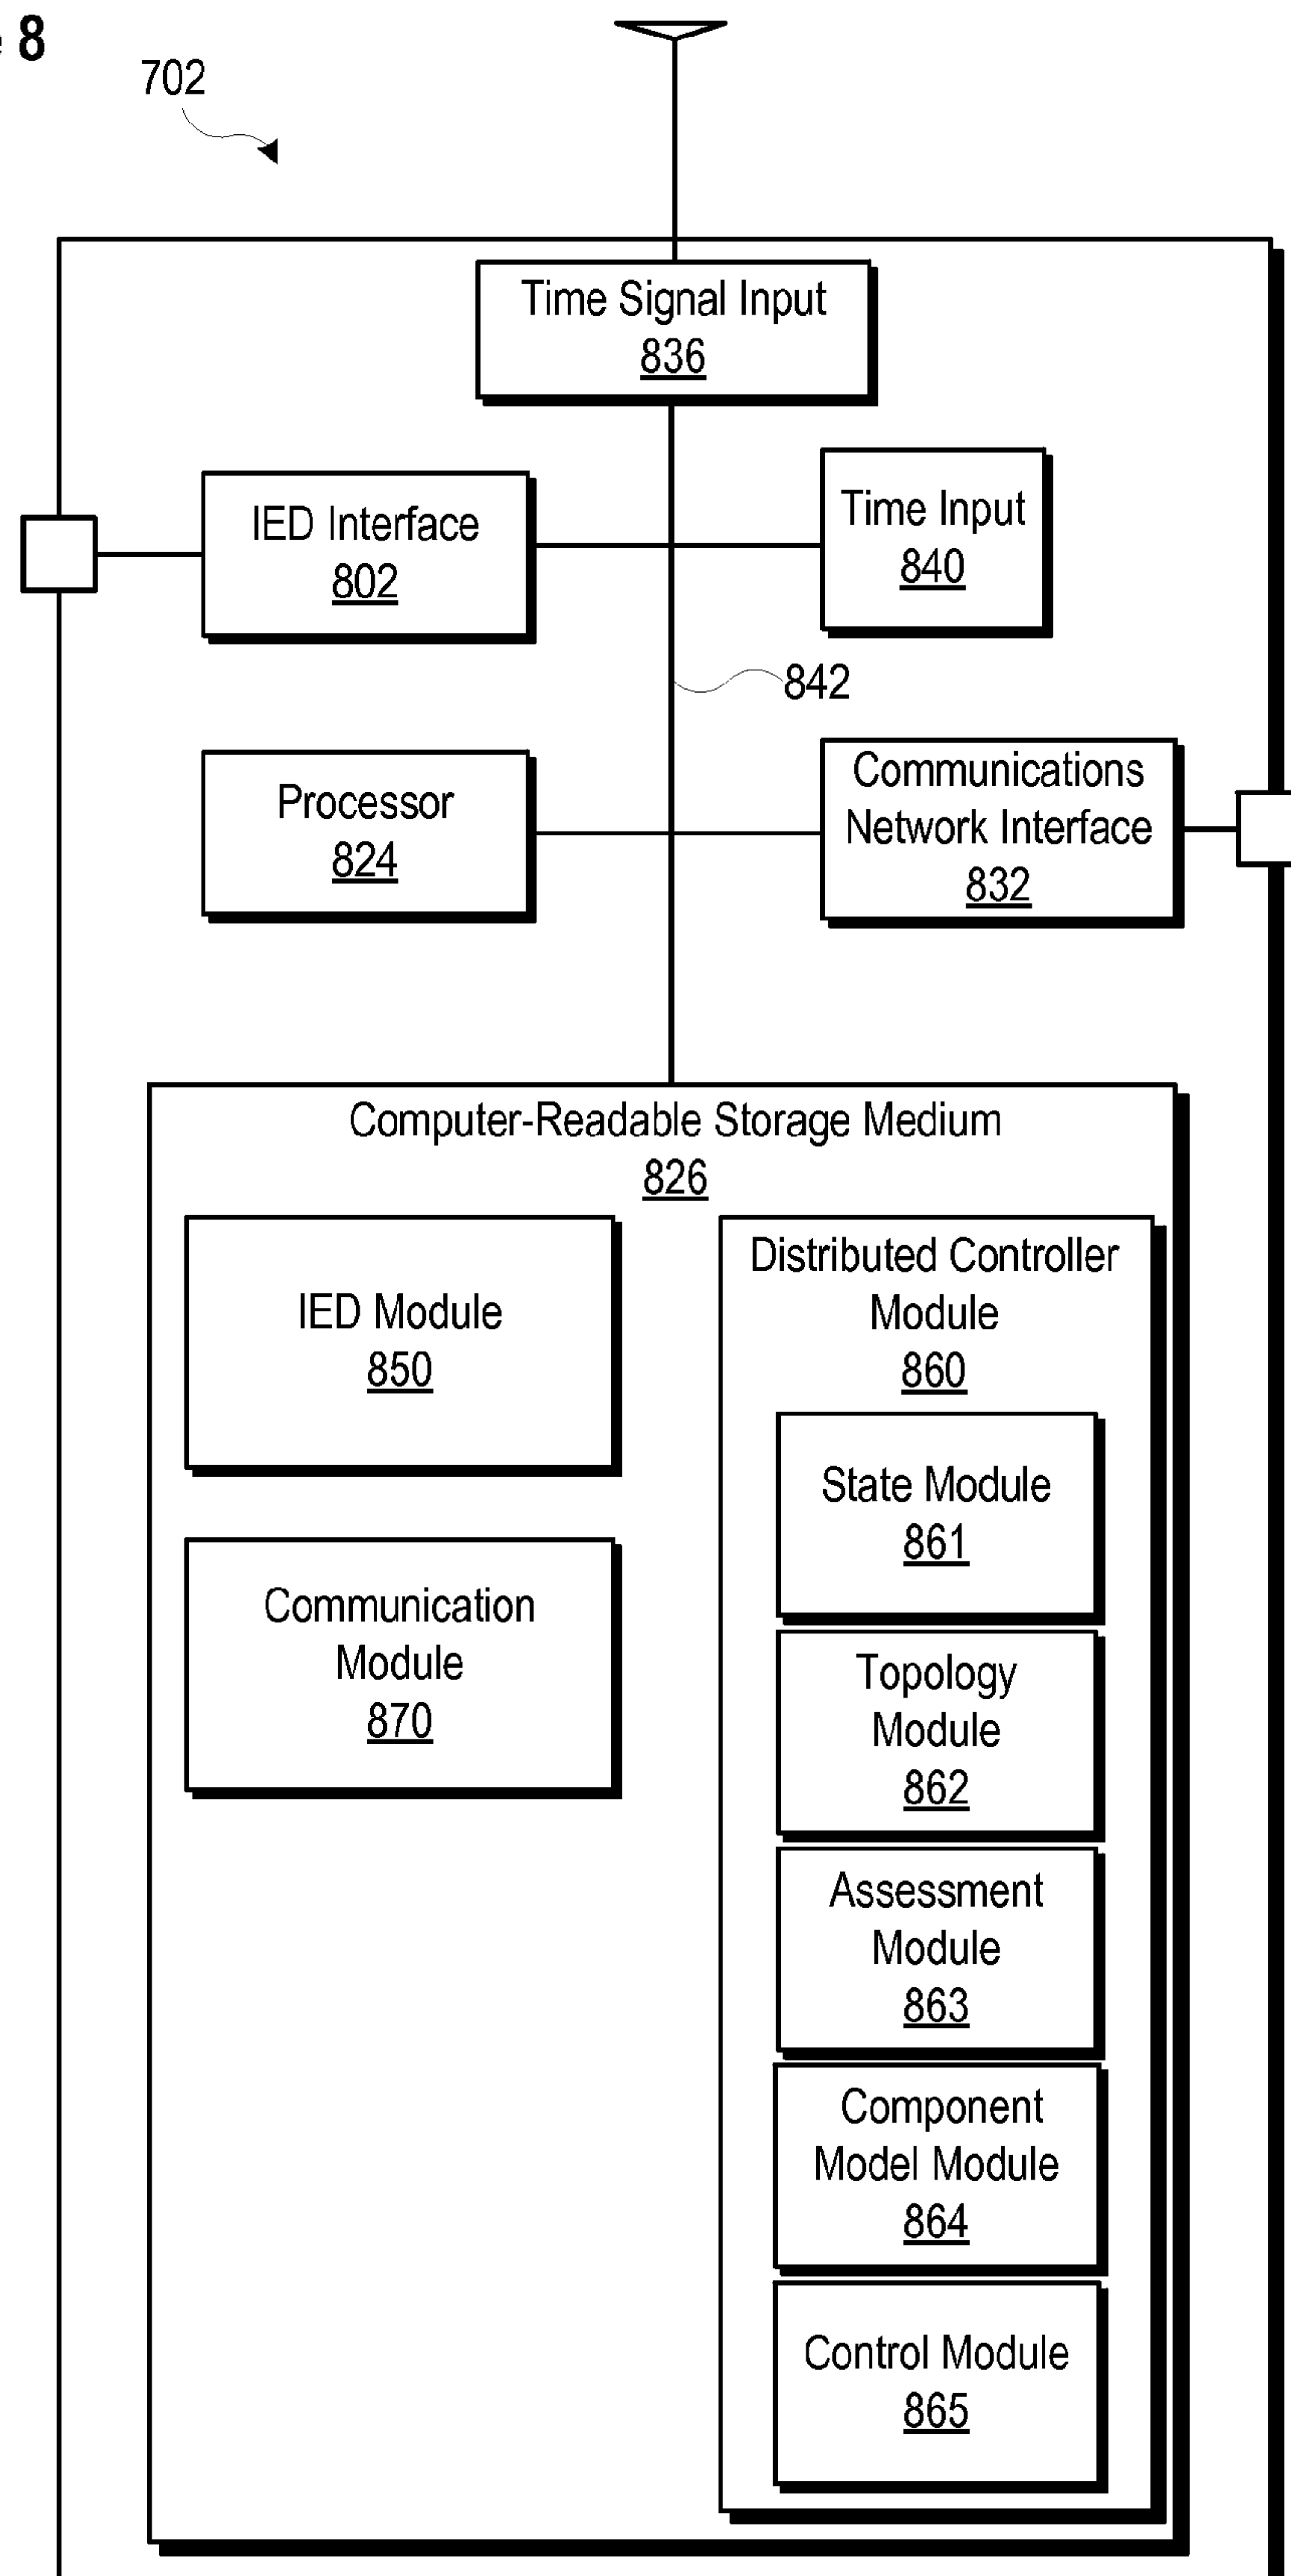 8
702
Time Signal Input
836
IED Interface
802
Time Input
840
842
Processor
824
Communications
Network Interface
832
Computer-Readable Storage Medium
826
IED Module
850
Communication
Module
870
Distributed Controller
Module
860
State Module
861
Topology
Module
862
Assessment
Module
863
Component
Model Module
864
Control Module
865